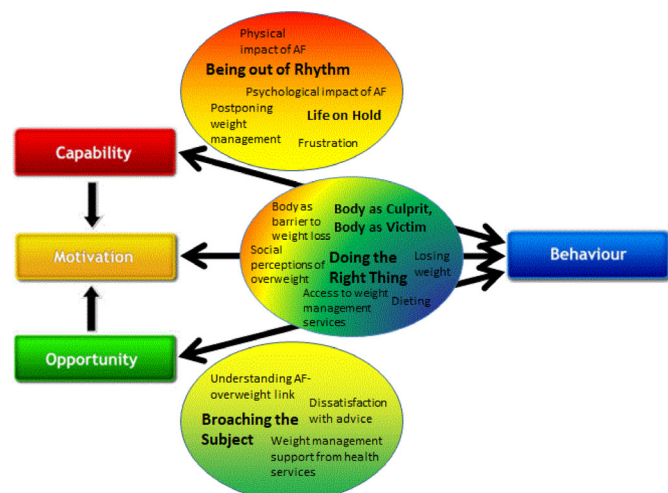 Physical
impact of AF
Being out of Rhythm
Psychological impact of AF
Postponing
weight
management
Life on Hold
Frustration
Capability
Motivation
Opportunity
Body as
barrier to
weight loss
Body as Culprit,
Body as Victim
Social
perceptions of
overweight
Doing the
Right Thing
Losing
weight
Access to weight
management
services
Dieting
Behaviour
Understanding AF-
overweight link
Dissatisfaction
with advice
Broaching the
Subject
Weight management
support from health
services